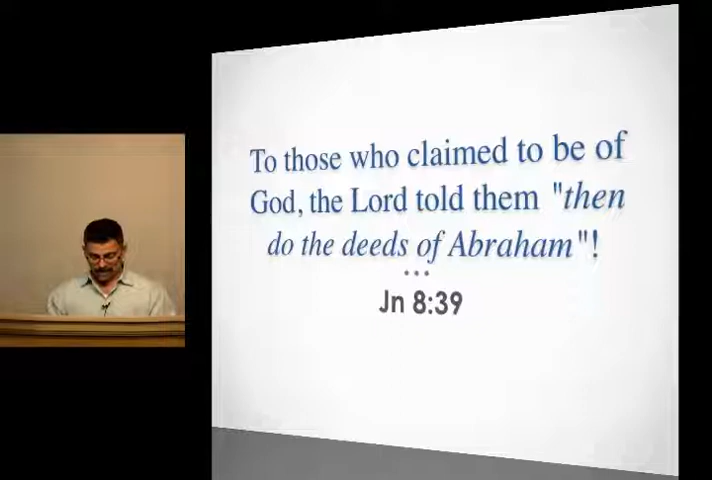 To those who claimed to be of
God, the Lord told them "then
do the deeds of Abraham"!
•••
Jn 8:39